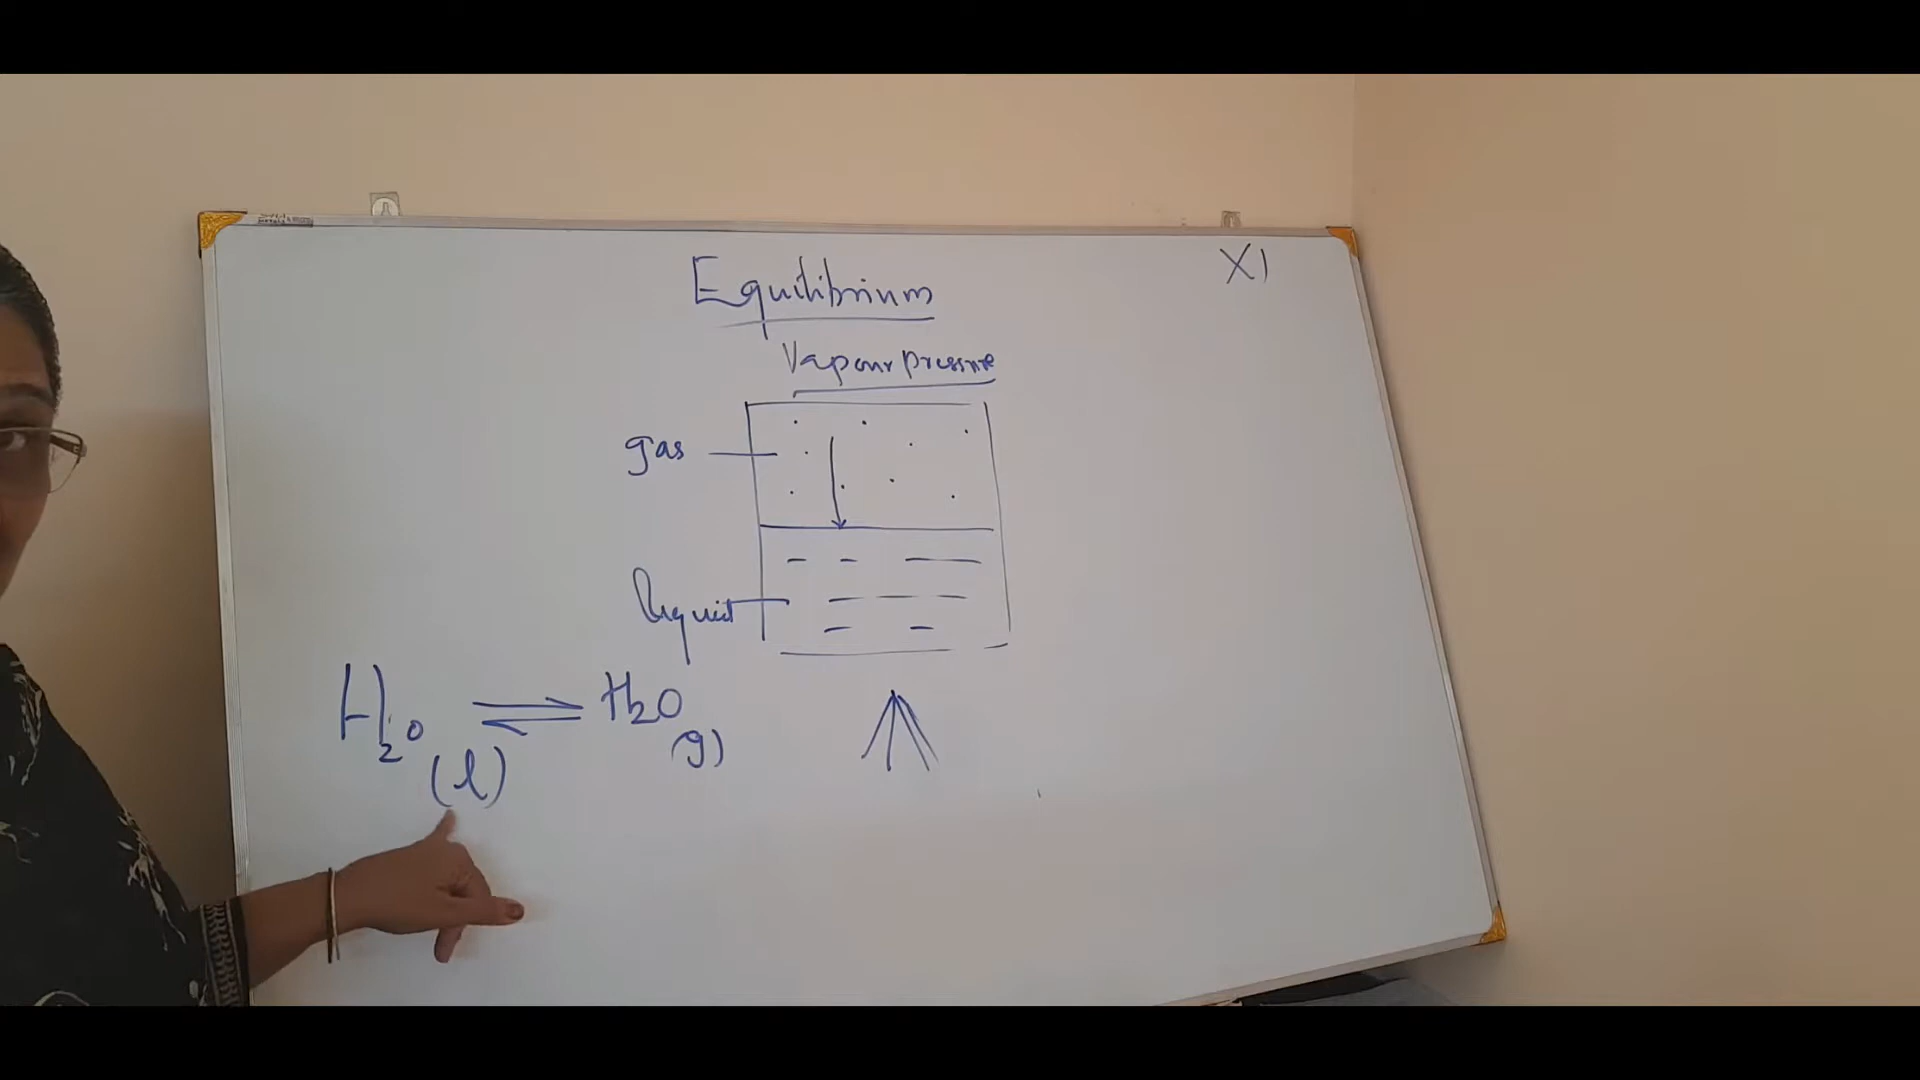 XI
Equilibrium
Vapour pressure
gas
liquid
H₂O (l) ⇌ H₂O (g)